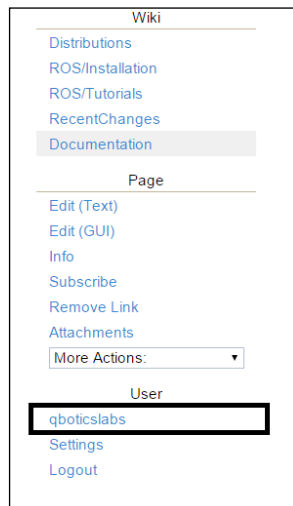 Wiki
Distributions
ROS/Installation
ROS/Tutorials
RecentChanges
Documentation
Page
Edit (Text)
Edit (GUI)
Info
Subscribe
Remove Link
Attachments
More Actions:
User
qboticslabs
Settings
Logout